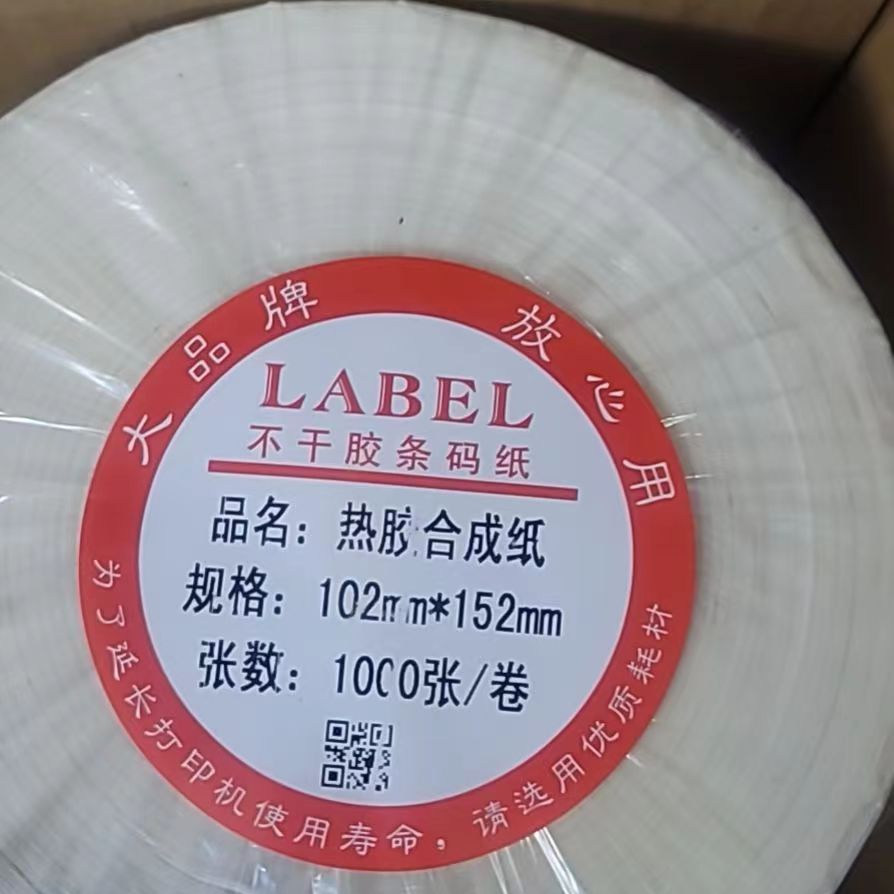 大品牌 放心用
LABEL
不干胶条码纸
品名：热胶合成纸
规格：102mm*152mm
张数：1000张/卷
为了延长打印机使用寿命，请选用优质耗材